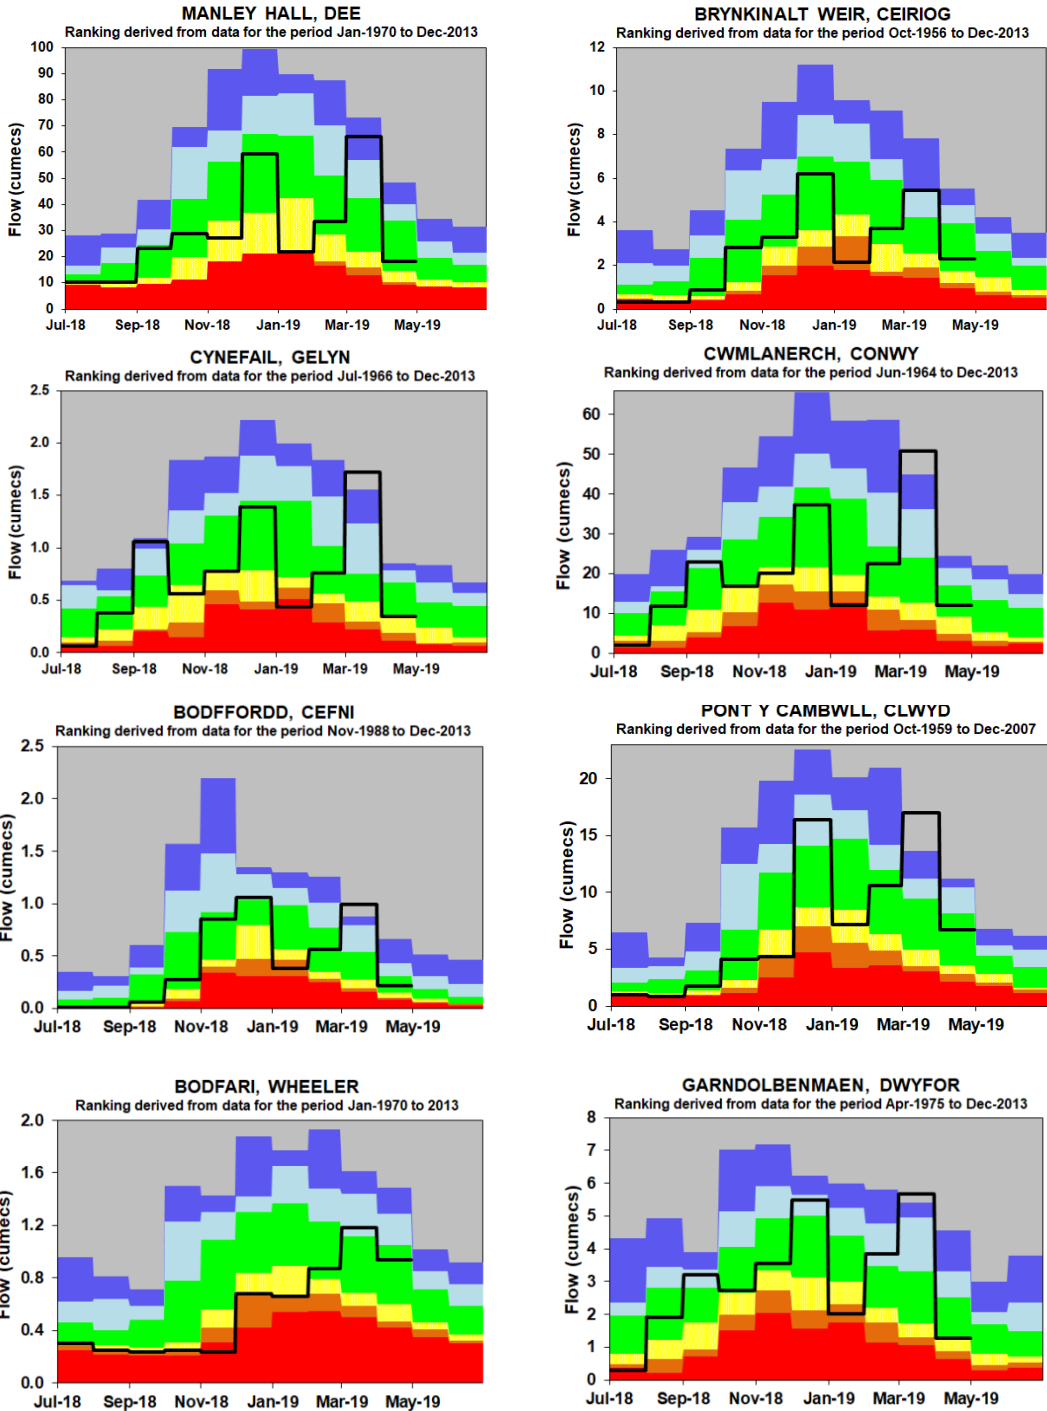 MANLEY HALL, DEE
Ranking derived from data for the period Jan-1970 to Dec-2013
Flow (cumecs)
100
90
80
70
60
50
40
30
20
10
0
Jul-18 Sep-18 Nov-18 Jan-19 Mar-19 May-19
BRYNKINALT WEIR, CEIRIOG
Ranking derived from data for the period Oct-1956 to Dec-2013
Flow (cumecs)
12
10
8
6
4
2
0
Jul-18 Sep-18 Nov-18 Jan-19 Mar-19 May-19
CYNEFAIL, GELYN
Ranking derived from data for the period Jul-1966 to Dec-2013
Flow (cumecs)
2.5
2.0
1.5
1.0
0.5
0.0
Jul-18 Sep-18 Nov-18 Jan-19 Mar-19 May-19
CWMLANERCH, CONWY
Ranking derived from data for the period Jun-1964 to Dec-2013
Flow (cumecs)
60
50
40
30
20
10
0
Jul-18 Sep-18 Nov-18 Jan-19 Mar-19 May-19
BODFFORDD, CEFNI
Ranking derived from data for the period Nov-1988 to Dec-2013
Flow (cumecs)
2.5
2.0
1.5
1.0
0.5
0.0
Jul-18 Sep-18 Nov-18 Jan-19 Mar-19 May-19
PONT Y CAMBWLL, CLWYD
Ranking derived from data for the period Oct-1959 to Dec-2007
Flow (cumecs)
20
15
10
5
0
Jul-18 Sep-18 Nov-18 Jan-19 Mar-19 May-19
BODFARI, WHEELER
Ranking derived from data for the period Jan-1970 to 2013
Flow (cumecs)
2.0
1.6
1.2
0.8
0.4
0.0
Jul-18 Sep-18 Nov-18 Jan-19 Mar-19 May-19
GARNDOLBENMAEN, DWYFOR
Ranking derived from data for the period Apr-1975 to Dec-2013
Flow (cumecs)
8
7
6
5
4
3
2
1
0
Jul-18 Sep-18 Nov-18 Jan-19 Mar-19 May-19